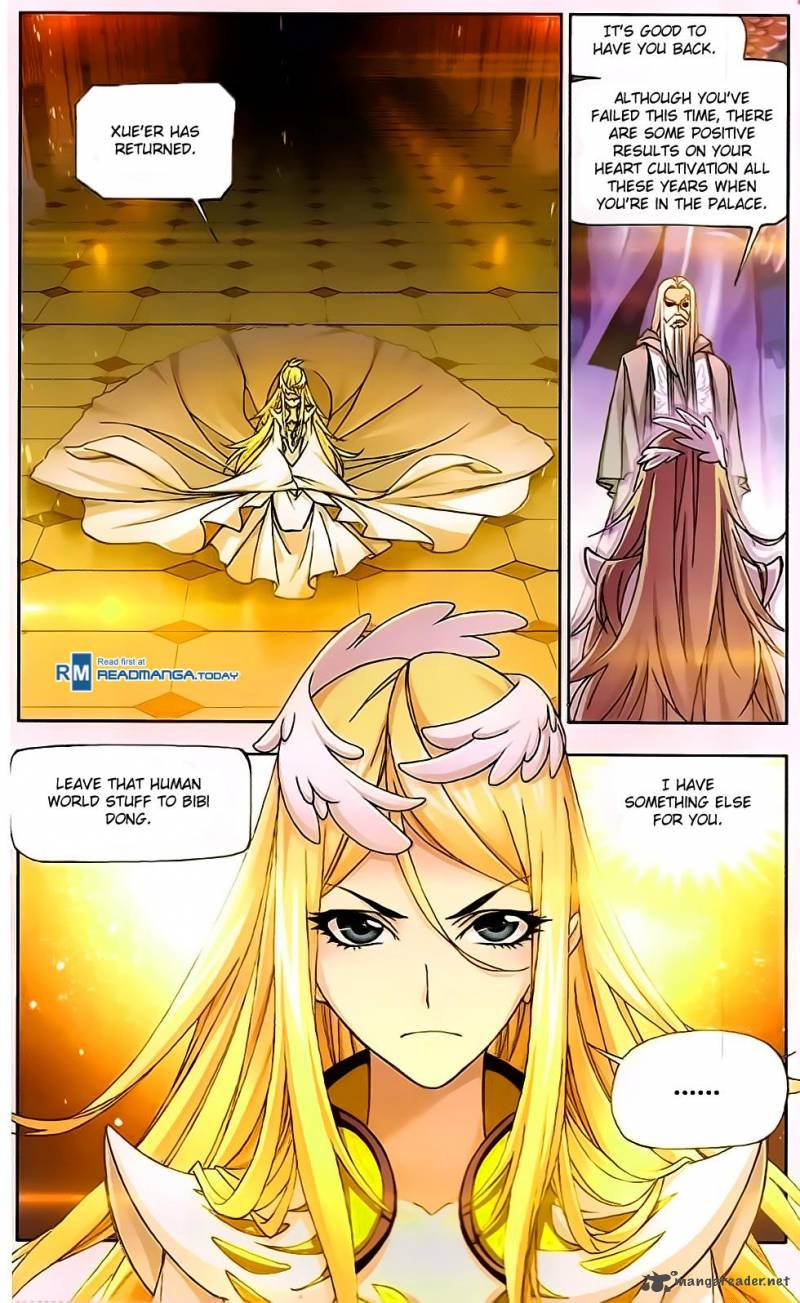 XUE'ER HAS
RETURNED.
IT'S GOOD TO
HAVE YOU BACK.
ALTHOUGH YOU'VE
FAILED THIS TIME, THERE
ARE SOME POSITIVE
RESULTS ON YOUR
HEART CULTIVATION ALL
THESE YEARS WHEN
YOU'RE IN THE PALACE.
RM
Read first at
READMANGA.TODAY
LEAVE THAT HUMAN
WORLD STUFF TO BIBI
DONG.
I HAVE
SOMETHING ELSE
FOR YOU.
......
mangareader.net